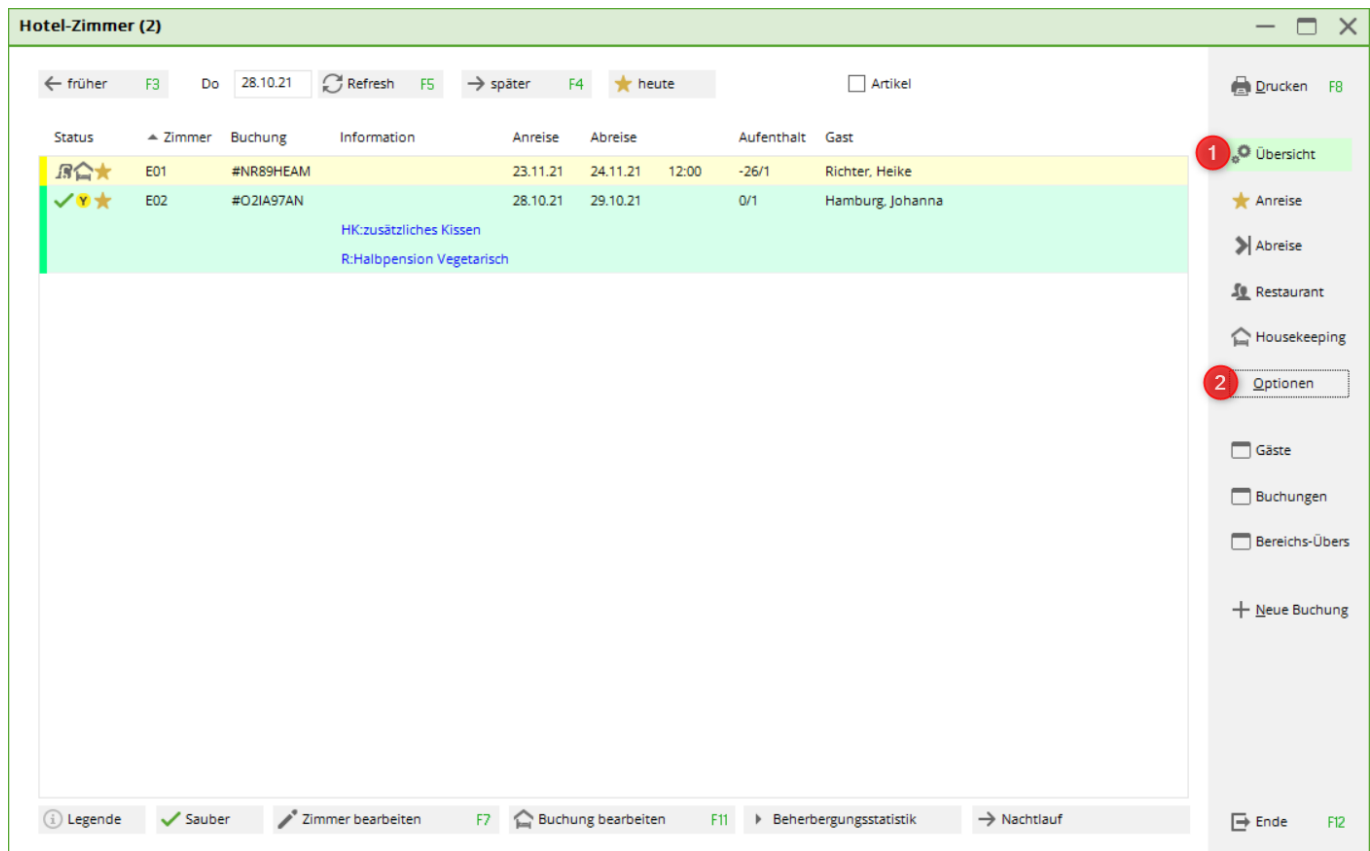 Hotel-Zimmer (2)
früher F3 Do 28.10.21 Refresh F5 später F4 heute Artikel
Drucken F8
Status Zimmer Buchung Information Anreise Abreise Aufenthalt Gast
1 Übersicht
E01 #NR89HEAM 23.11.21 24.11.21 12:00 -26/1 Richter, Heike
Y E02 #O2IA97AN 28.10.21 29.10.21 0/1 Hamburg, Johanna
HK:zusätzliches Kissen
R:Halbpension Vegetarisch
Anreise
Abreise
Restaurant
Housekeeping
2 Optionen
Gäste
Buchungen
Bereichs-Übers
Neue Buchung
Legende Sauber Zimmer bearbeiten F7 Buchung bearbeiten F11 Beherbergungsstatistik Nachtlauf
Ende F12